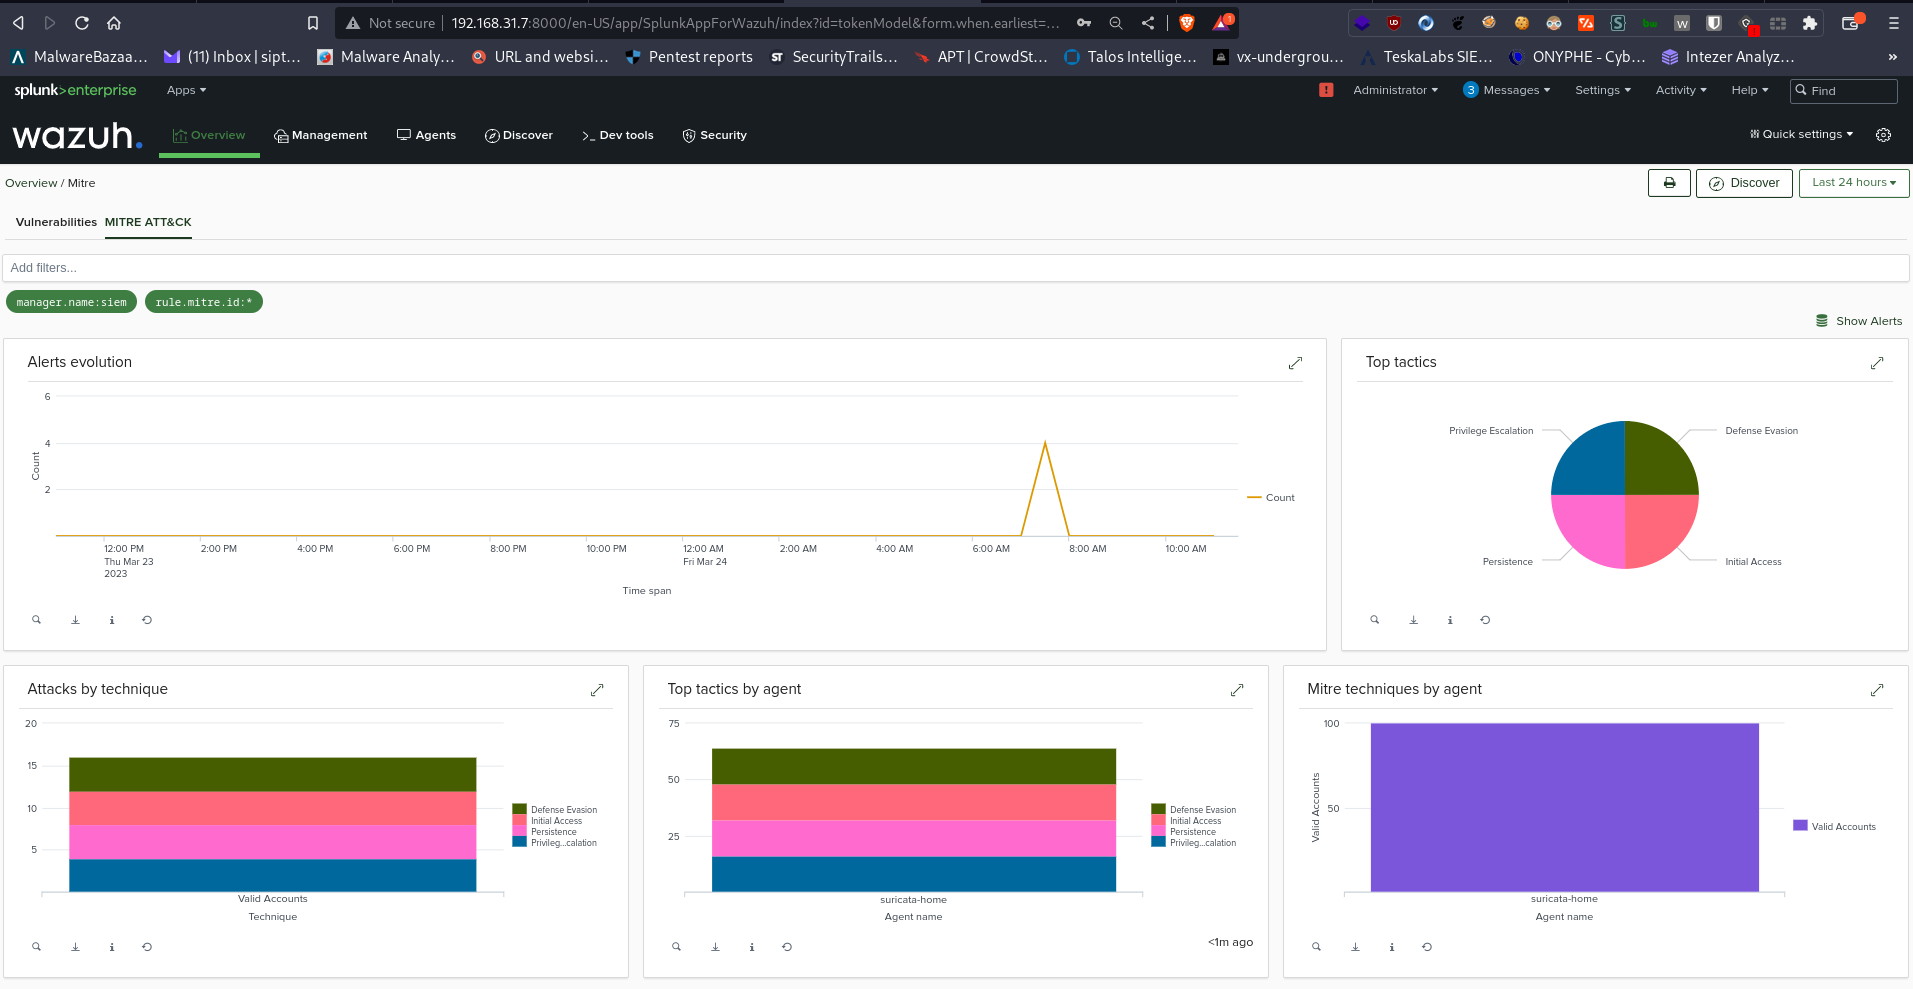 Not secure 192.168.31.7:8000/en-US/app/SplunkAppForWazuh/index?id=tokenModel&form.when.earliest=... 1
MalwareBazaa... (11) Inbox | sipt... Malware Analy... URL and websi... Pentest reports SecurityTrails... APT | CrowdSt... Talos Intellige... vx-undergrou... TeskaLabs SIE... ONYPHE - Cyb... Intezer Analyz... »
splunk>enterprise Apps Administrator 3 Messages Settings Activity Help Find
wazuh. Overview Management Agents Discover >_ Dev tools Security Quick settings
Overview / Mitre Discover Last 24 hours
Vulnerabilities MITRE ATT&CK
Add filters...
manager.name:siem rule.mitre.id:*
Show Alerts
Alerts evolution
6
4
2
Count
Count
12:00 PM 2:00 PM 4:00 PM 6:00 PM 8:00 PM 10:00 PM 12:00 AM 2:00 AM 4:00 AM 6:00 AM 8:00 AM 10:00 AM
Thu Mar 23 Fri Mar 24
2023
Time span
Top tactics
Privilege Escalation Defense Evasion
Persistence Initial Access
Attacks by technique
20
15
10
5
Defense Evasion
Initial Access
Persistence
Privileg...calation
Valid Accounts
Technique
Top tactics by agent
75
50
25
Defense Evasion
Initial Access
Persistence
Privileg...calation
suricata-home
Agent name
<1m ago
Mitre techniques by agent
100
50
Valid Accounts
Valid Accounts
suricata-home
Agent name